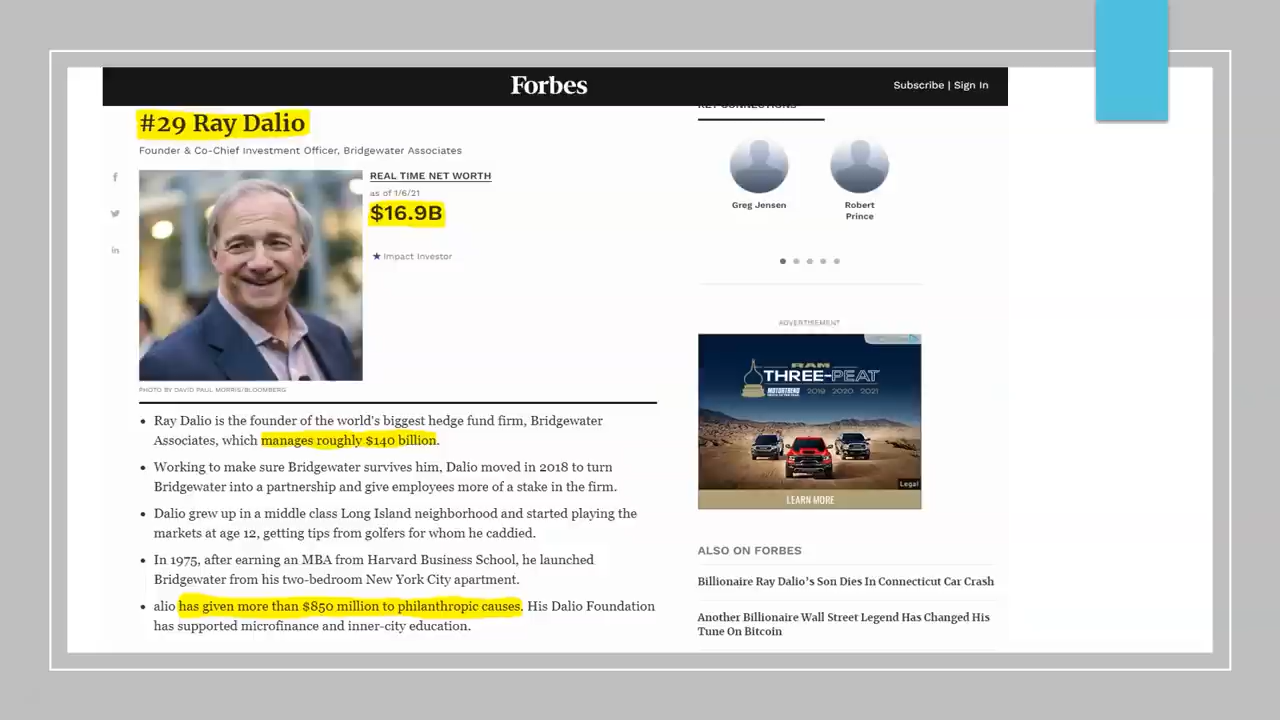 Forbes
Subscribe | Sign In
#29 Ray Dalio
Founder & Co-Chief Investment Officer, Bridgewater Associates
REAL TIME NET WORTH
as of 1/6/21
$16.9B
★ Impact Investor
PHOTO BY DAVID PAUL MORRIS/BLOOMBERG
• Ray Dalio is the founder of the world's biggest hedge fund firm, Bridgewater
Associates, which manages roughly $140 billion.
• Working to make sure Bridgewater survives him, Dalio moved in 2018 to turn
Bridgewater into a partnership and give employees more of a stake in the firm.
• Dalio grew up in a middle class Long Island neighborhood and started playing the
markets at age 12, getting tips from golfers for whom he caddied.
• In 1975, after earning an MBA from Harvard Business School, he launched
Bridgewater from his two-bedroom New York City apartment.
• alio has given more than $850 million to philanthropic causes. His Dalio Foundation
has supported microfinance and inner-city education.
KEY CONNECTIONS
Greg Jensen
Robert
Prince
ADVERTISEMENT
RAM
THREE-PEAT
MOTORTREND 2019 2020 2021
Legal
LEARN MORE
ALSO ON FORBES
Billionaire Ray Dalio's Son Dies In Connecticut Car Crash
Another Billionaire Wall Street Legend Has Changed His
Tune On Bitcoin